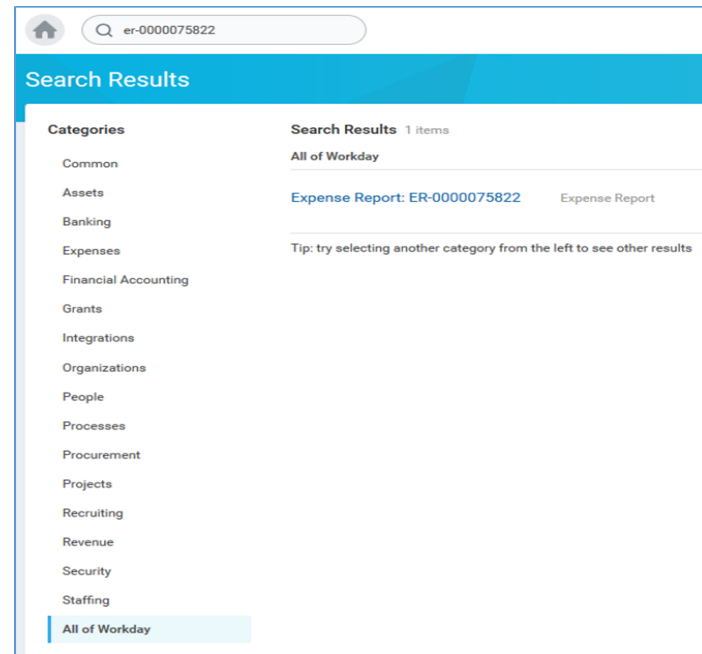 er-0000075822
Search Results
Categories
Common
Assets
Banking
Expenses
Financial Accounting
Grants
Integrations
Organizations
People
Processes
Procurement
Projects
Recruiting
Revenue
Security
Staffing
All of Workday
Search Results 1 items
All of Workday
Expense Report: ER-0000075822 Expense Report
Tip: try selecting another category from the left to see other results